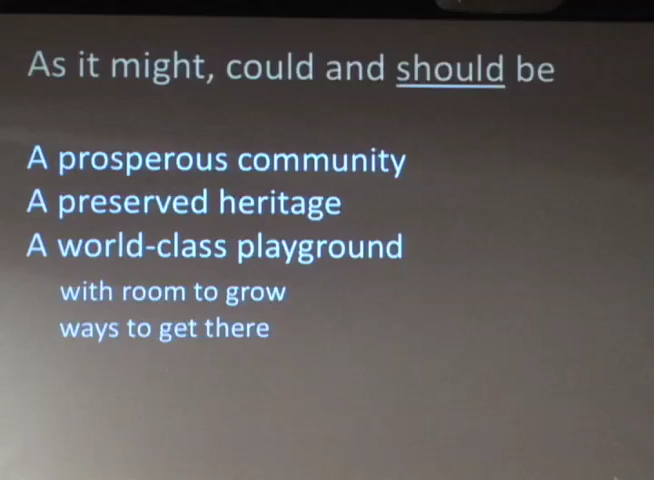 As it might, could and should be
A prosperous community
A preserved heritage
A world-class playground
with room to grow
ways to get there